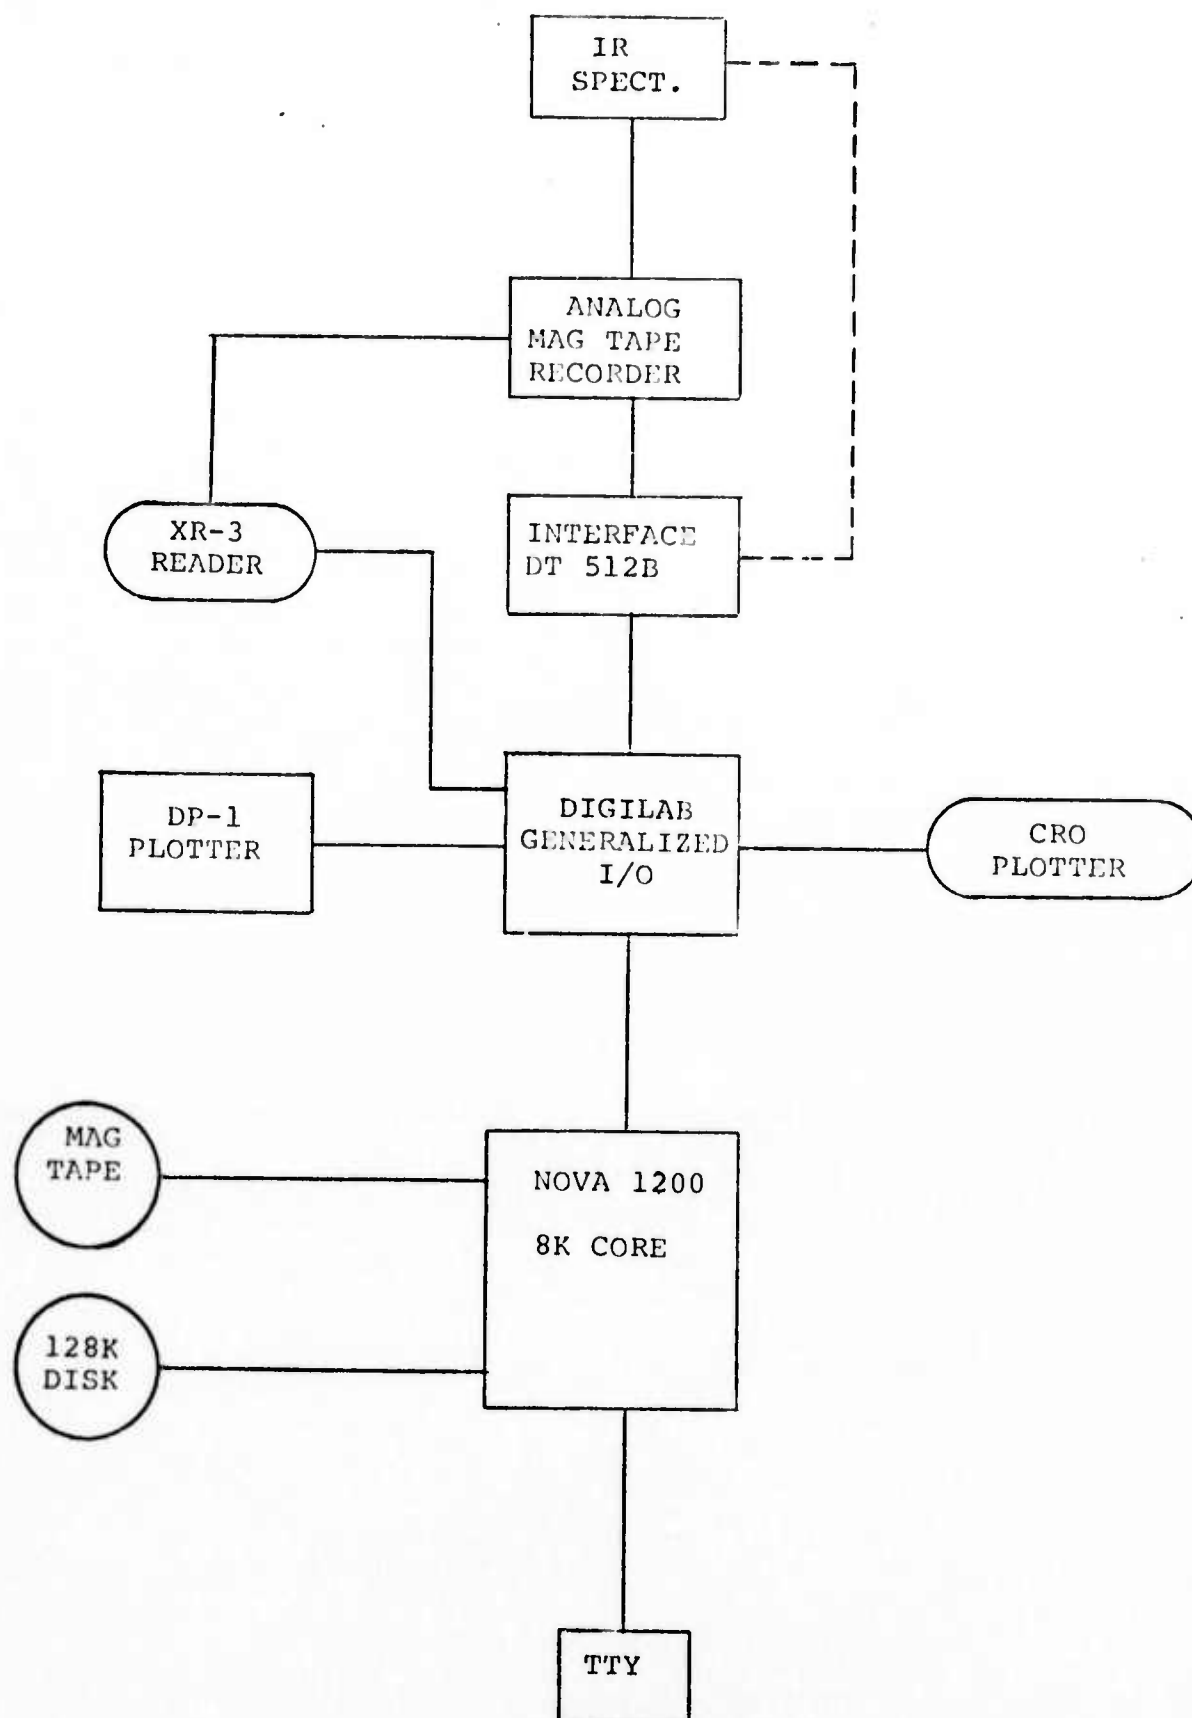 IR
SPECT.
ANALOG
MAG TAPE
RECORDER
XR-3
READER
INTERFACE
DT 512B
DP-1
PLOTTER
DIGILAB
GENERALIZED
I/O
CRO
PLOTTER
MAG
TAPE
NOVA 1200
8K CORE
128K
DISK
TTY